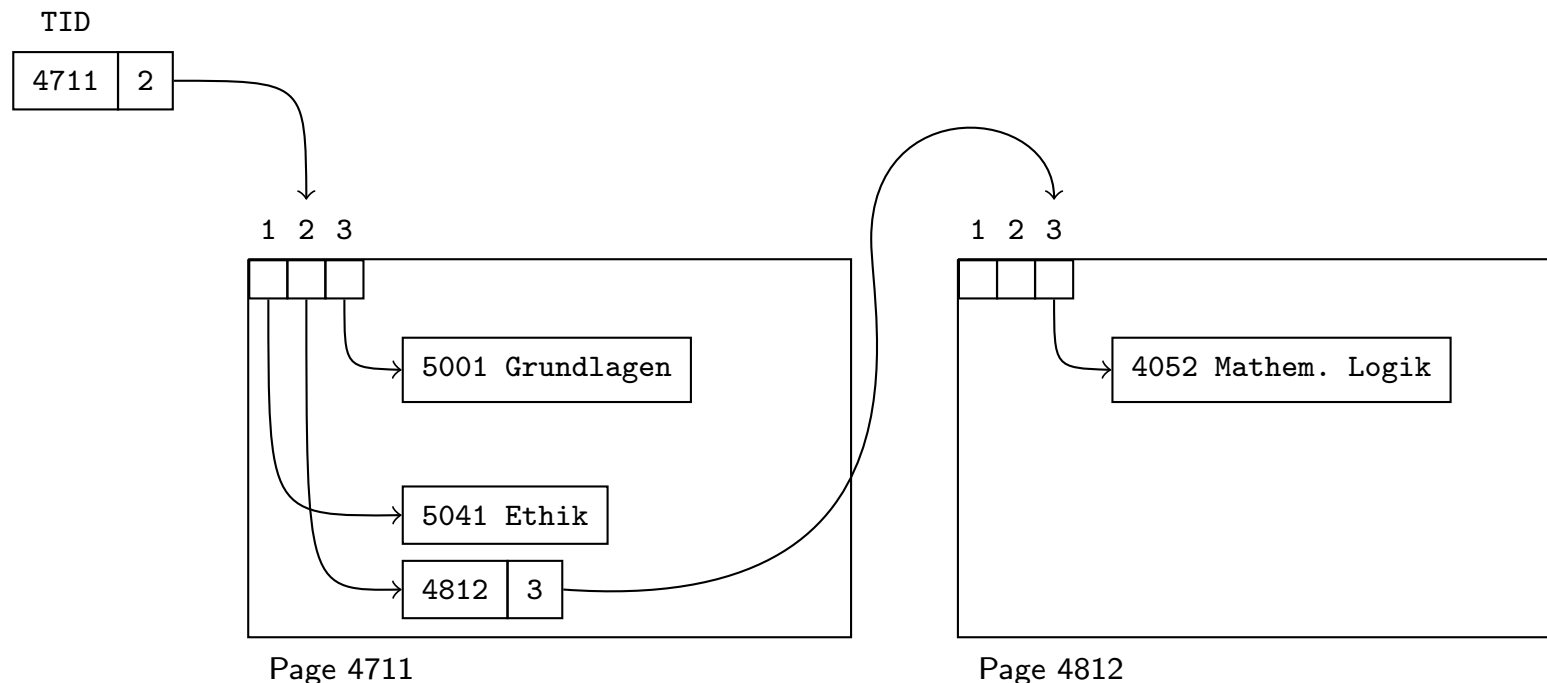 TID
4711 2
1 2 3
1 2 3
5001 Grundlagen
4052 Mathem. Logik
5041 Ethik
4812 3
Page 4711
Page 4812